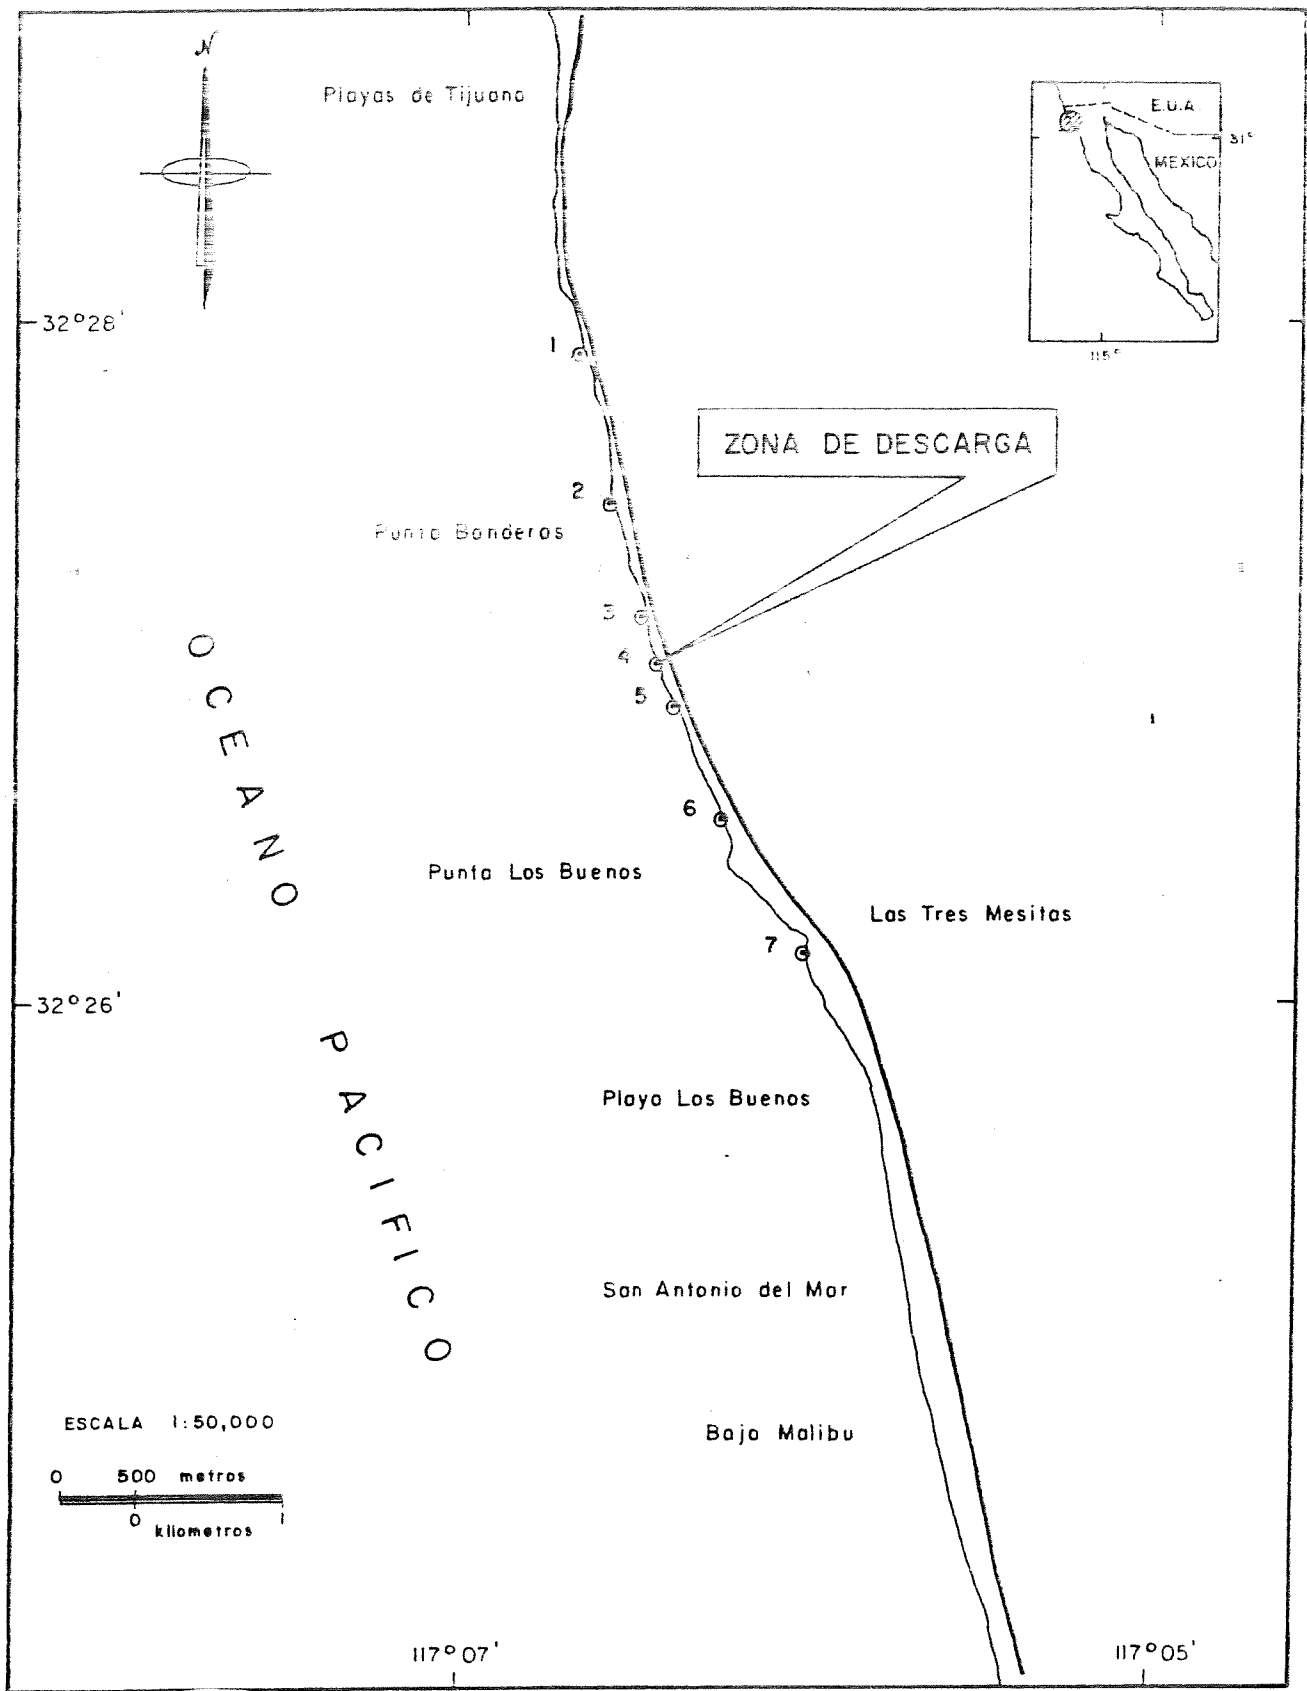 N
Playas de Tijuana
E.U.A.
31°
MEXICO
115°
32°28'
1
ZONA DE DESCARGA
2
Punta Banderas
3
4
5
6
Punta Los Buenos
Las Tres Mesitas
7
OCEANO PACIFICO
32°26'
Playa Los Buenos
San Antonio del Mar
Baja Malibu
ESCALA 1:50,000
0 500 metros
0 1
kilometros
117°07'
117°05'